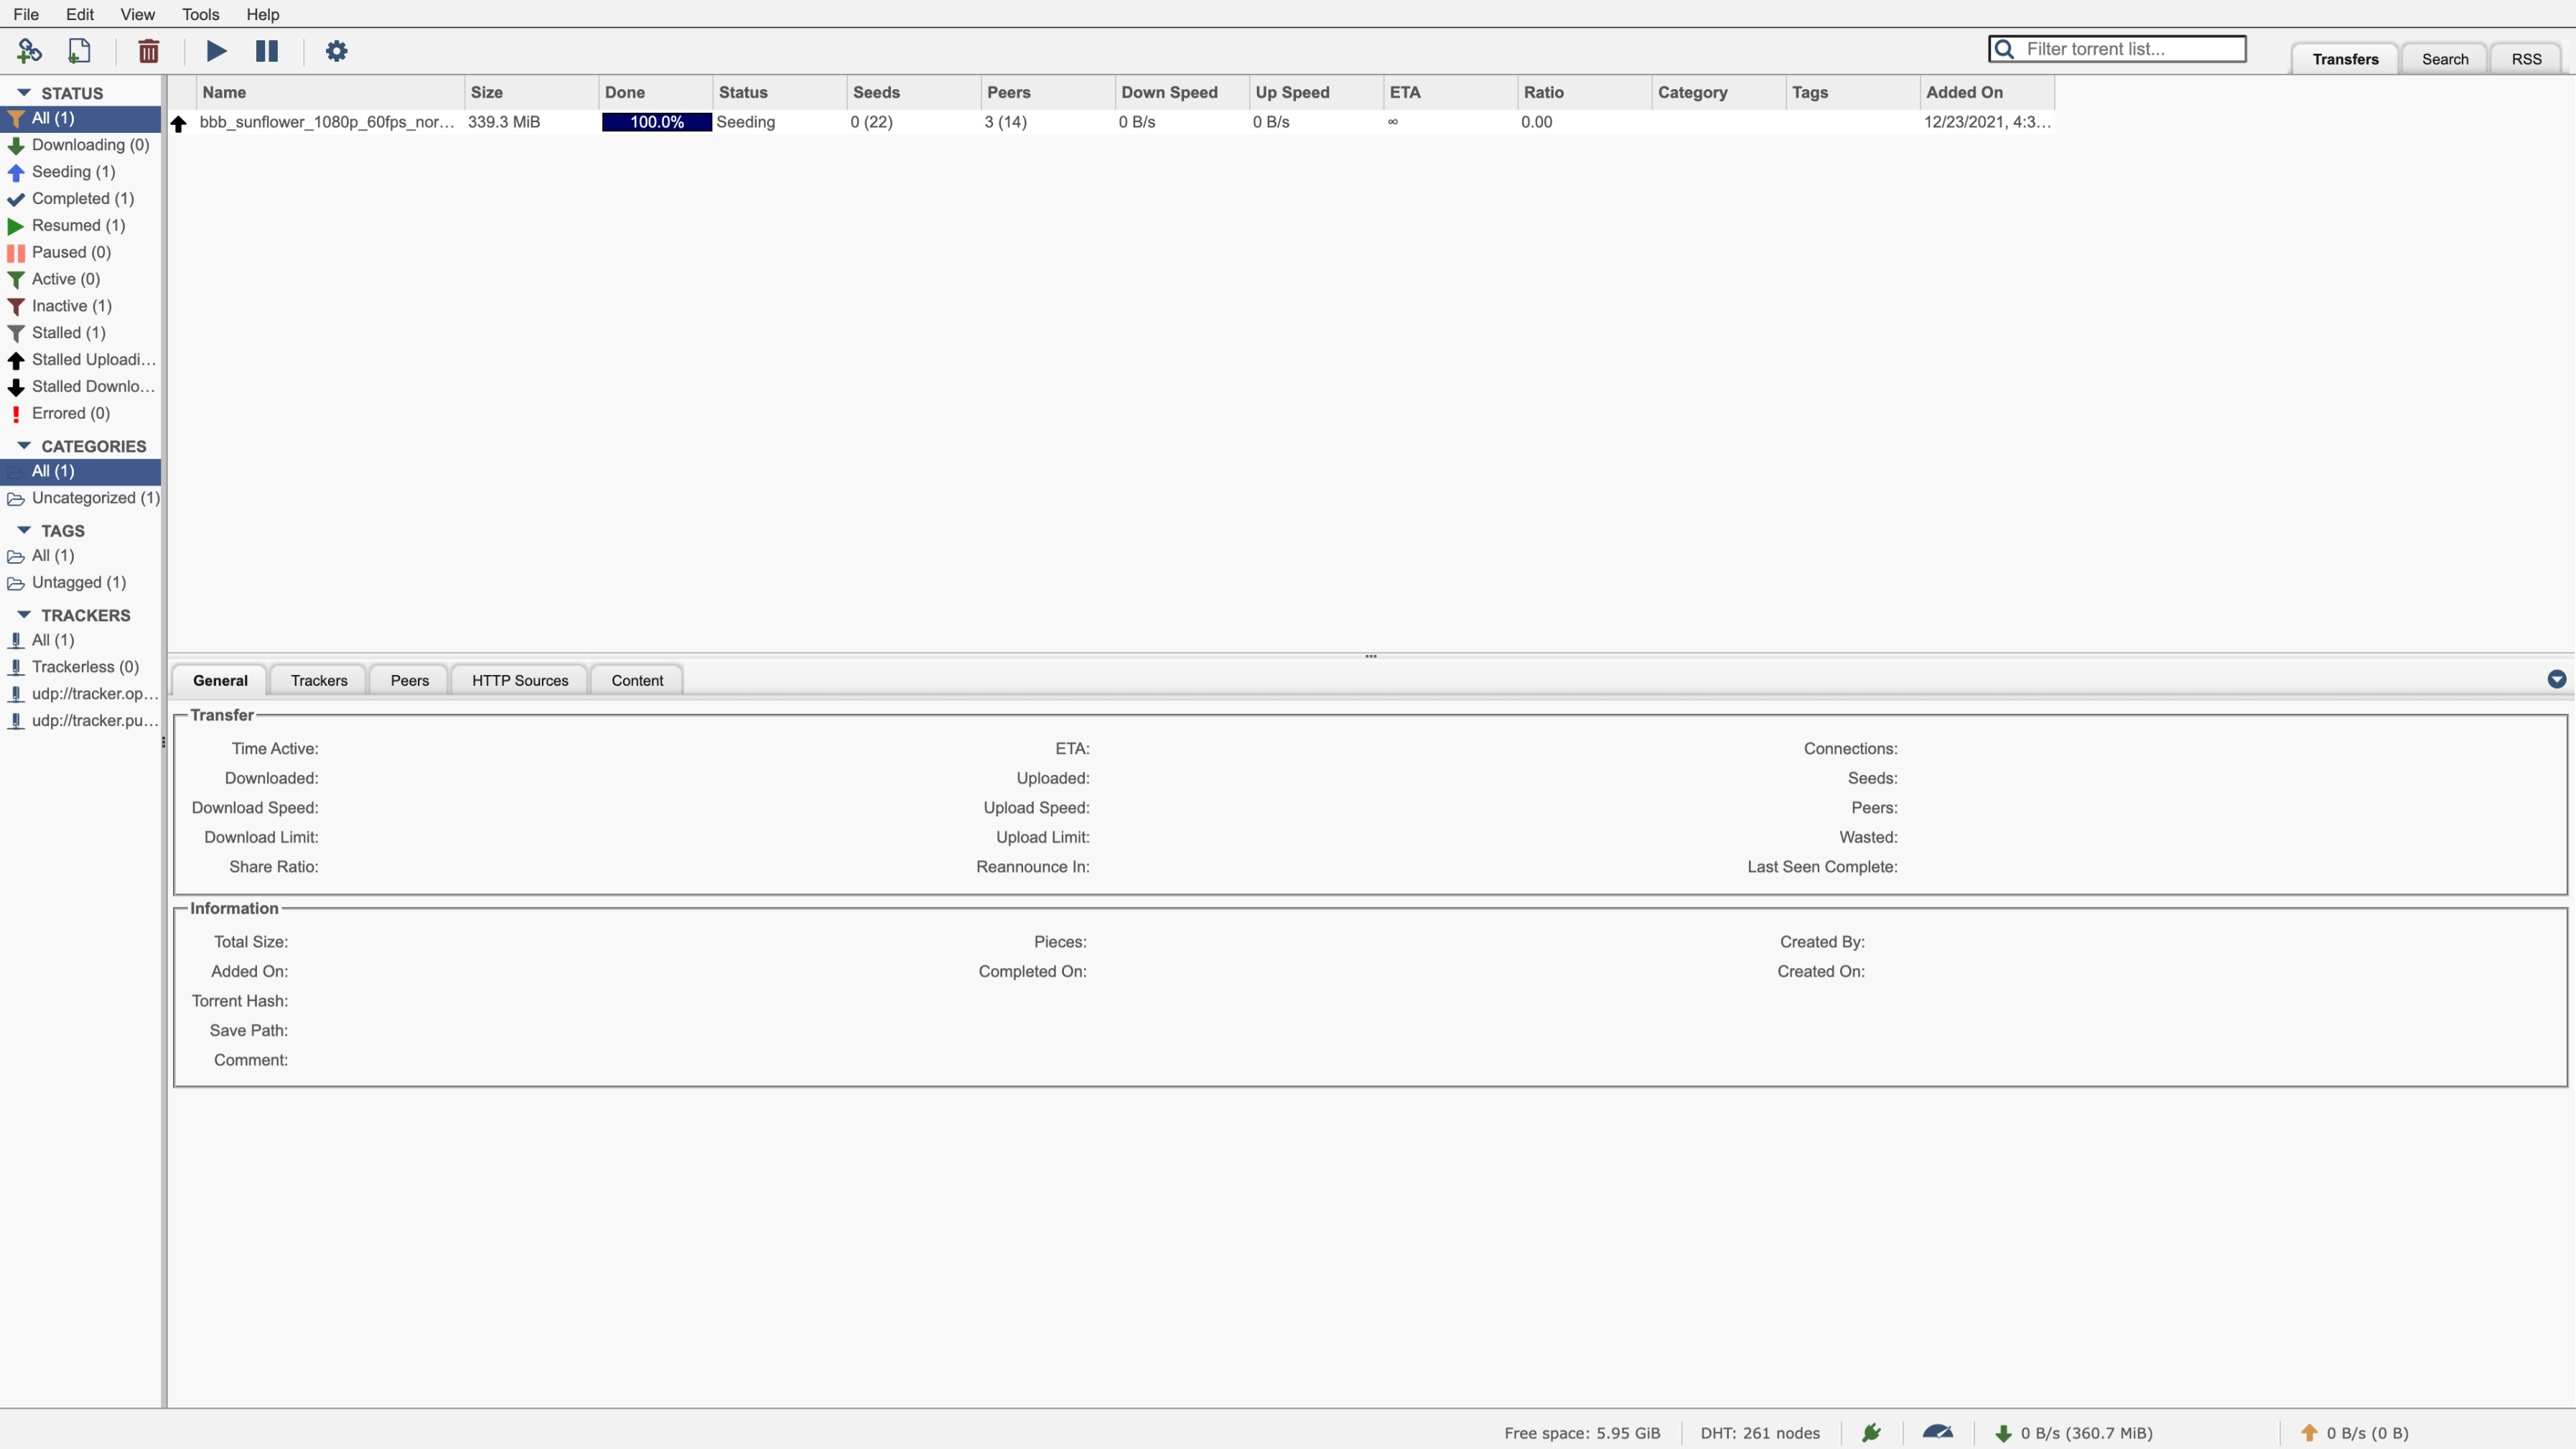 File Edit View Tools Help
Filter torrent list...
Transfers Search RSS
STATUS
All (1)
Downloading (0)
Seeding (1)
Completed (1)
Resumed (1)
Paused (0)
Active (0)
Inactive (1)
Stalled (1)
Stalled Uploadi...
Stalled Downlo...
Errored (0)
CATEGORIES
All (1)
Uncategorized (1)
TAGS
All (1)
Untagged (1)
TRACKERS
All (1)
Trackerless (0)
udp://tracker.op...
udp://tracker.pu...
Name Size Done Status Seeds Peers Down Speed Up Speed ETA Ratio Category Tags Added On
bbb_sunflower_1080p_60fps_nor... 339.3 MiB 100.0% Seeding 0 (22) 3 (14) 0 B/s 0 B/s ∞ 0.00 12/23/2021, 4:3...
General Trackers Peers HTTP Sources Content
Transfer
Time Active: ETA: Connections:
Downloaded: Uploaded: Seeds:
Download Speed: Upload Speed: Peers:
Download Limit: Upload Limit: Wasted:
Share Ratio: Reannounce In: Last Seen Complete:
Information
Total Size: Pieces: Created By:
Added On: Completed On: Created On:
Torrent Hash:
Save Path:
Comment:
Free space: 5.95 GiB DHT: 261 nodes 0 B/s (360.7 MiB) 0 B/s (0 B)